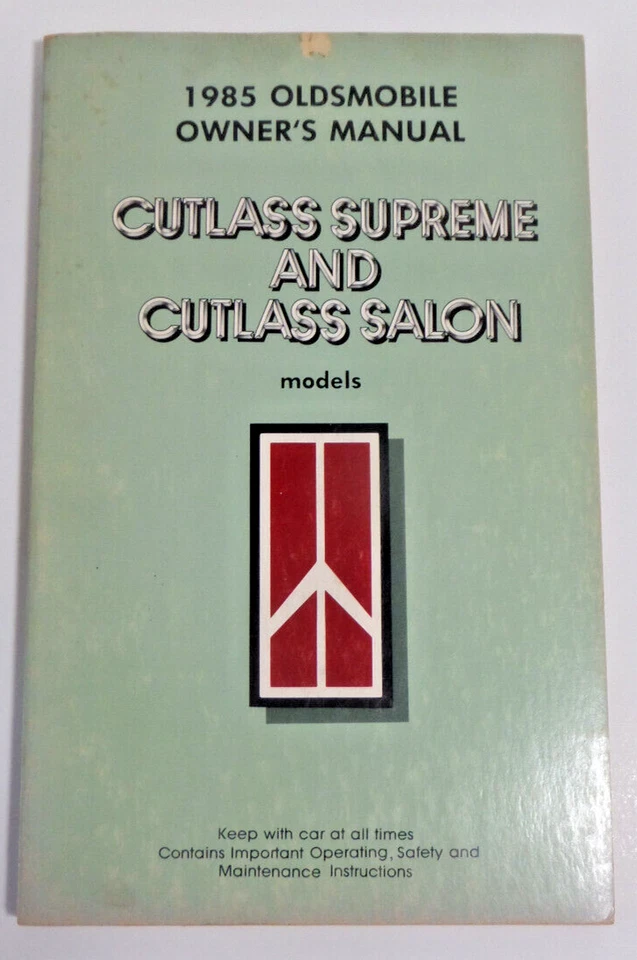 1985 OLDSMOBILE
OWNER'S MANUAL
CUTLASS SUPREME
AND
CUTLASS SALON
models
Keep with car at all times
Contains Important Operating, Safety and
Maintenance Instructions